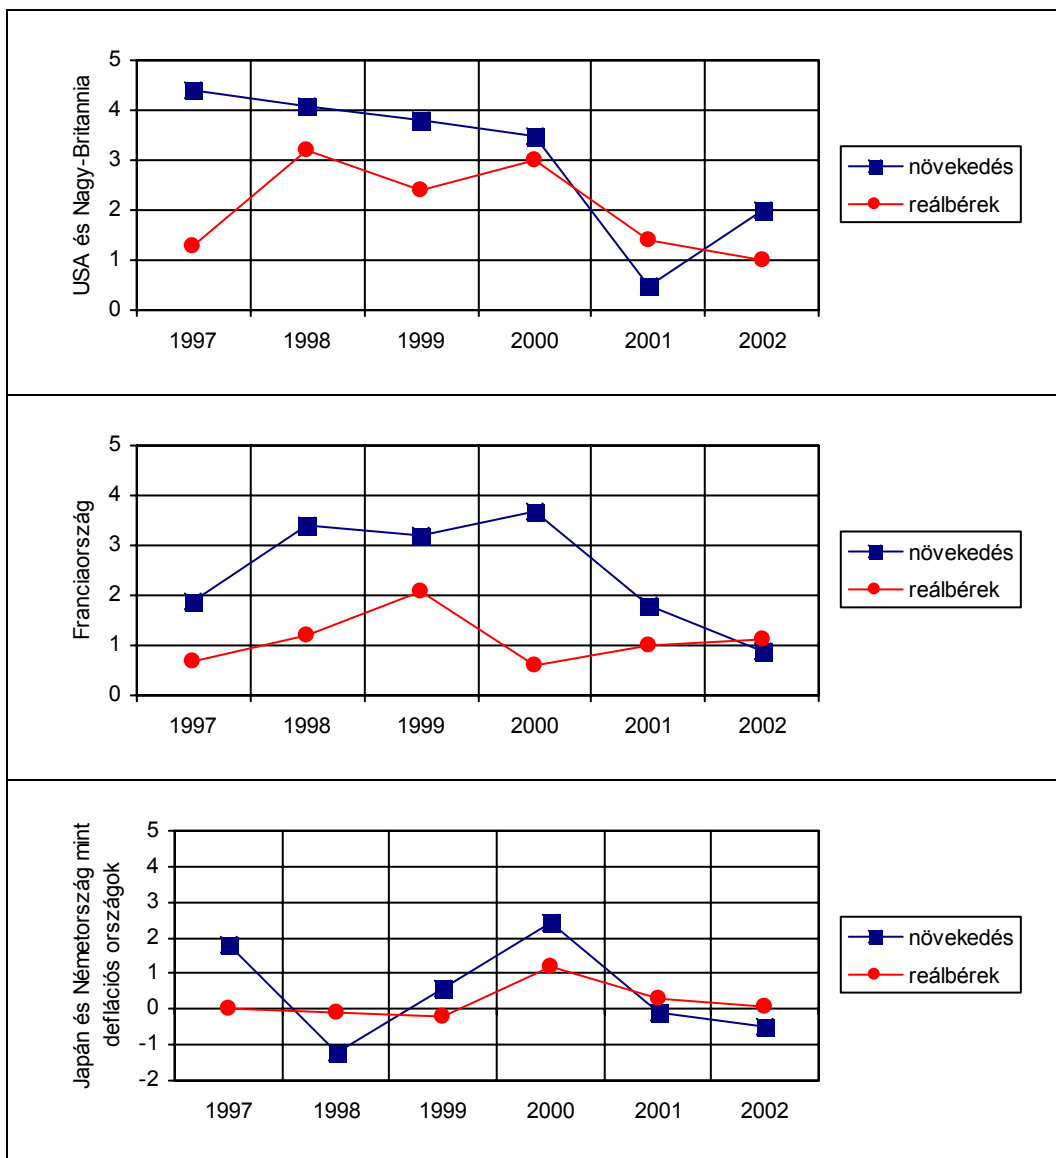 USA és Nagy-Britannia
5
4
3
2
1
0
1997 1998 1999 2000 2001 2002
növekedés
reálbérek
Franciaország
5
4
3
2
1
0
1997 1998 1999 2000 2001 2002
növekedés
reálbérek
Japán és Németország mint
deflációs országok
5
4
3
2
1
0
-1
-2
1997 1998 1999 2000 2001 2002
növekedés
reálbérek